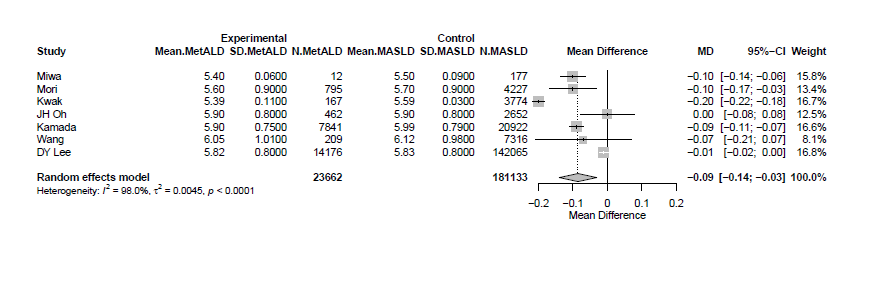 Experimental Control
Study Mean.MetALD SD.MetALD N.MetALD Mean.MASLD SD.MASLD N.MASLD Mean Difference MD 95%−CI Weight
Miwa 5.40 0.0600 12 5.50 0.0900 177 −0.10 [−0.14; −0.06] 15.8%
Mori 5.60 0.9000 795 5.70 0.9000 4227 −0.10 [−0.17; −0.03] 13.4%
Kwak 5.39 0.1100 167 5.59 0.0300 3774 −0.20 [−0.22; −0.18] 16.7%
JH Oh 5.90 0.8000 462 5.90 0.8000 2652 0.00 [−0.08; 0.08] 12.5%
Kamada 5.90 0.7500 7841 5.99 0.7900 20922 −0.09 [−0.11; −0.07] 16.6%
Wang 6.05 1.0100 209 6.12 0.9800 7316 −0.07 [−0.21; 0.07] 8.1%
DY Lee 5.82 0.8000 14176 5.83 0.8000 142065 −0.01 [−0.02; 0.00] 16.8%
Random effects model 23662 181133 −0.09 [−0.14; −0.03] 100.0%
Heterogeneity: I² = 98.0%, τ² = 0.0045, p < 0.0001
−0.2 −0.1 0 0.1 0.2
Mean Difference